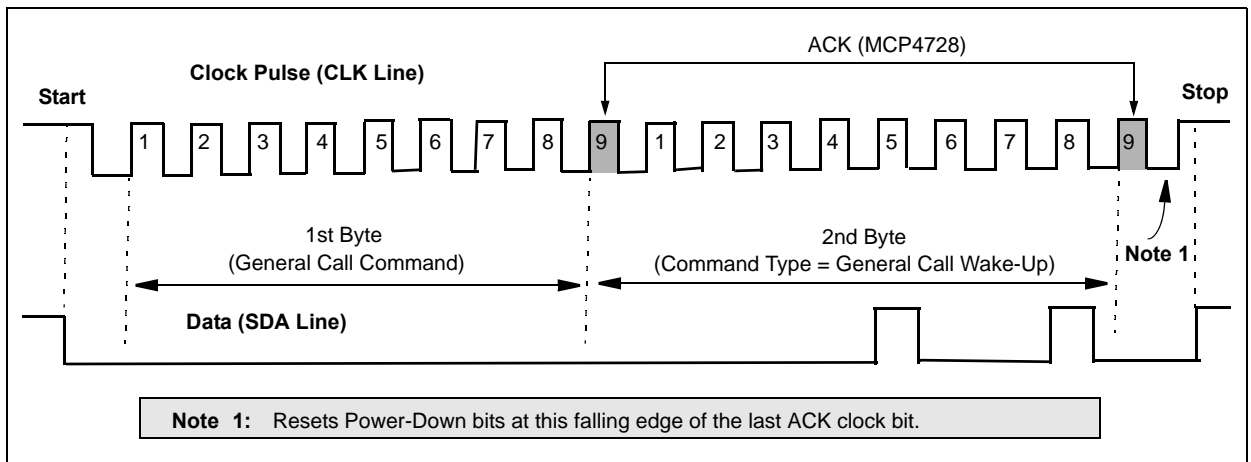 ACK (MCP4728)
Clock Pulse (CLK Line)
Start
Stop
1 2 3 4 5 6 7 8 9 1 2 3 4 5 6 7 8 9
1st Byte
(General Call Command)
2nd Byte
(Command Type = General Call Wake-Up)
Note 1
Data (SDA Line)
Note 1: Resets Power-Down bits at this falling edge of the last ACK clock bit.